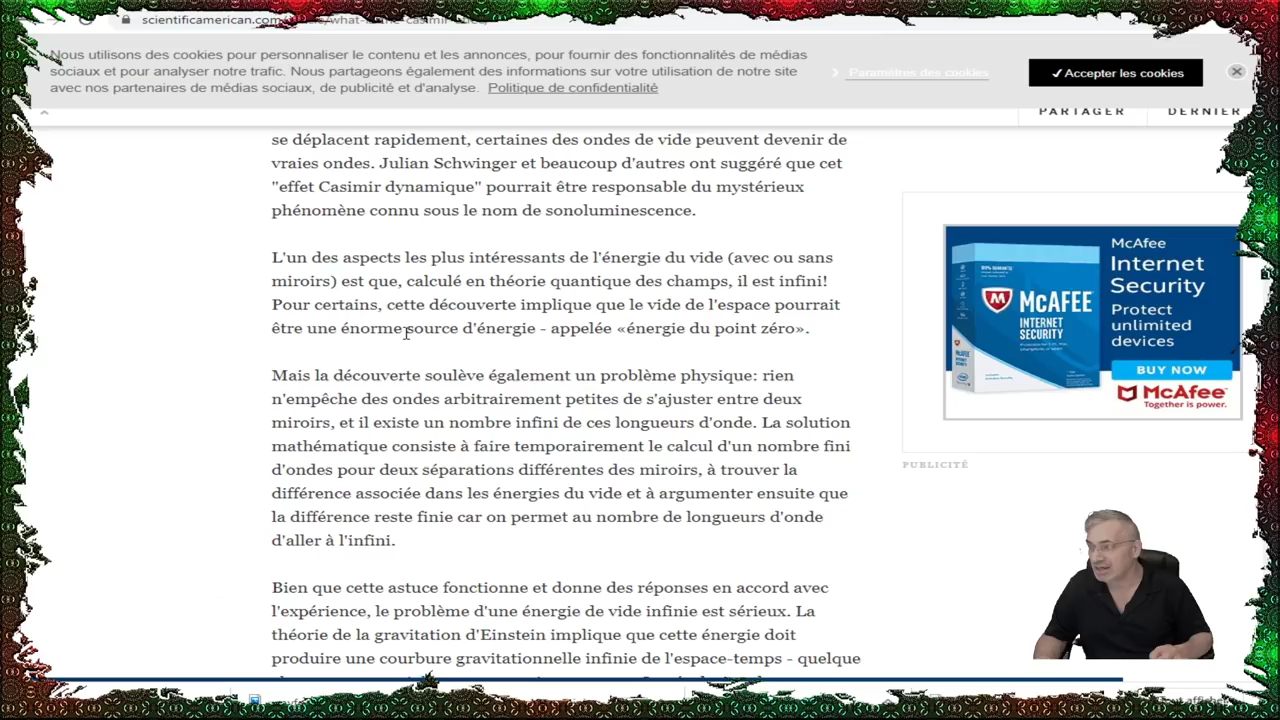 scientificamerican.com
Nous utilisons des cookies pour personnaliser le contenu et les annonces, pour fournir des fonctionnalités de médias
sociaux et pour analyser notre trafic. Nous partageons également des informations sur votre utilisation de notre site
avec nos partenaires de médias sociaux, de publicité et d'analyse. Politique de confidentialité
Paramètres des cookies
✓ Accepter les cookies
PARTAGER
DERNIER
se déplacent rapidement, certaines des ondes de vide peuvent devenir de
vraies ondes. Julian Schwinger et beaucoup d'autres ont suggéré que cet
"effet Casimir dynamique" pourrait être responsable du mystérieux
phénomène connu sous le nom de sonoluminescence.
L'un des aspects les plus intéressants de l'énergie du vide (avec ou sans
miroirs) est que, calculé en théorie quantique des champs, il est infini!
Pour certains, cette découverte implique que le vide de l'espace pourrait
être une énorme source d'énergie - appelée «énergie du point zéro».
Mais la découverte soulève également un problème physique: rien
n'empêche des ondes arbitrairement petites de s'ajuster entre deux
miroirs, et il existe un nombre infini de ces longueurs d'onde. La solution
mathématique consiste à faire temporairement le calcul d'un nombre fini
d'ondes pour deux séparations différentes des miroirs, à trouver la
différence associée dans les énergies du vide et à argumenter ensuite que
la différence reste finie car on permet au nombre de longueurs d'onde
d'aller à l'infini.
Bien que cette astuce fonctionne et donne des réponses en accord avec
l'expérience, le problème d'une énergie de vide infinie est sérieux. La
théorie de la gravitation d'Einstein implique que cette énergie doit
produire une courbure gravitationnelle infinie de l'espace-temps - quelque
McAfee
Internet
Security
Protect
unlimited
devices
BUY NOW
McAfee
Together is power.
McAFEE
INTERNET
SECURITY
PUBLICITÉ